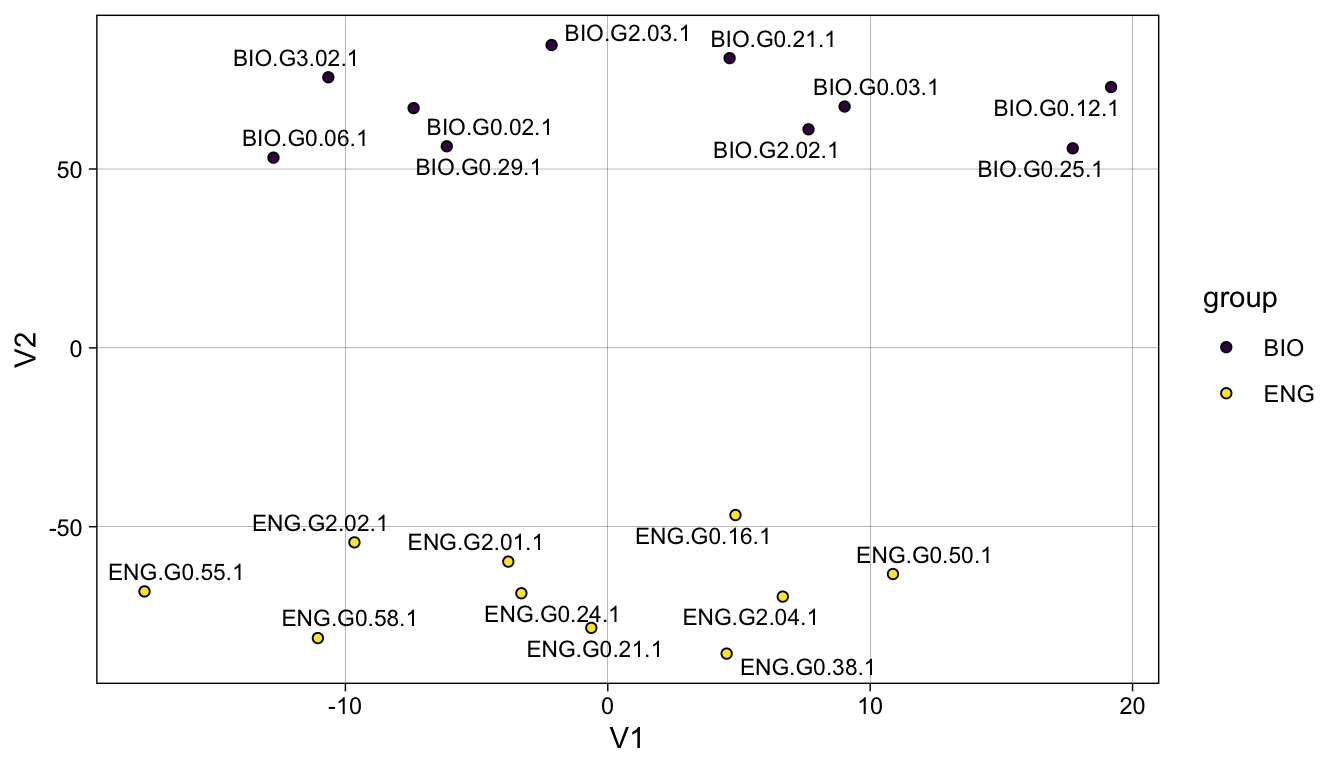 BIO.G2.03.1
BIO.G0.21.1
BIO.G3.02.1
BIO.G0.03.1
BIO.G0.12.1
BIO.G0.02.1
BIO.G0.06.1
BIO.G2.02.1
BIO.G0.29.1
BIO.G0.25.1
50
0
-50
V2
group
BIO
ENG
ENG.G2.02.1
ENG.G2.01.1
ENG.G0.16.1
ENG.G0.50.1
ENG.G0.55.1
ENG.G0.58.1
ENG.G0.24.1
ENG.G2.04.1
ENG.G0.21.1
ENG.G0.38.1
-10
0
10
20
V1